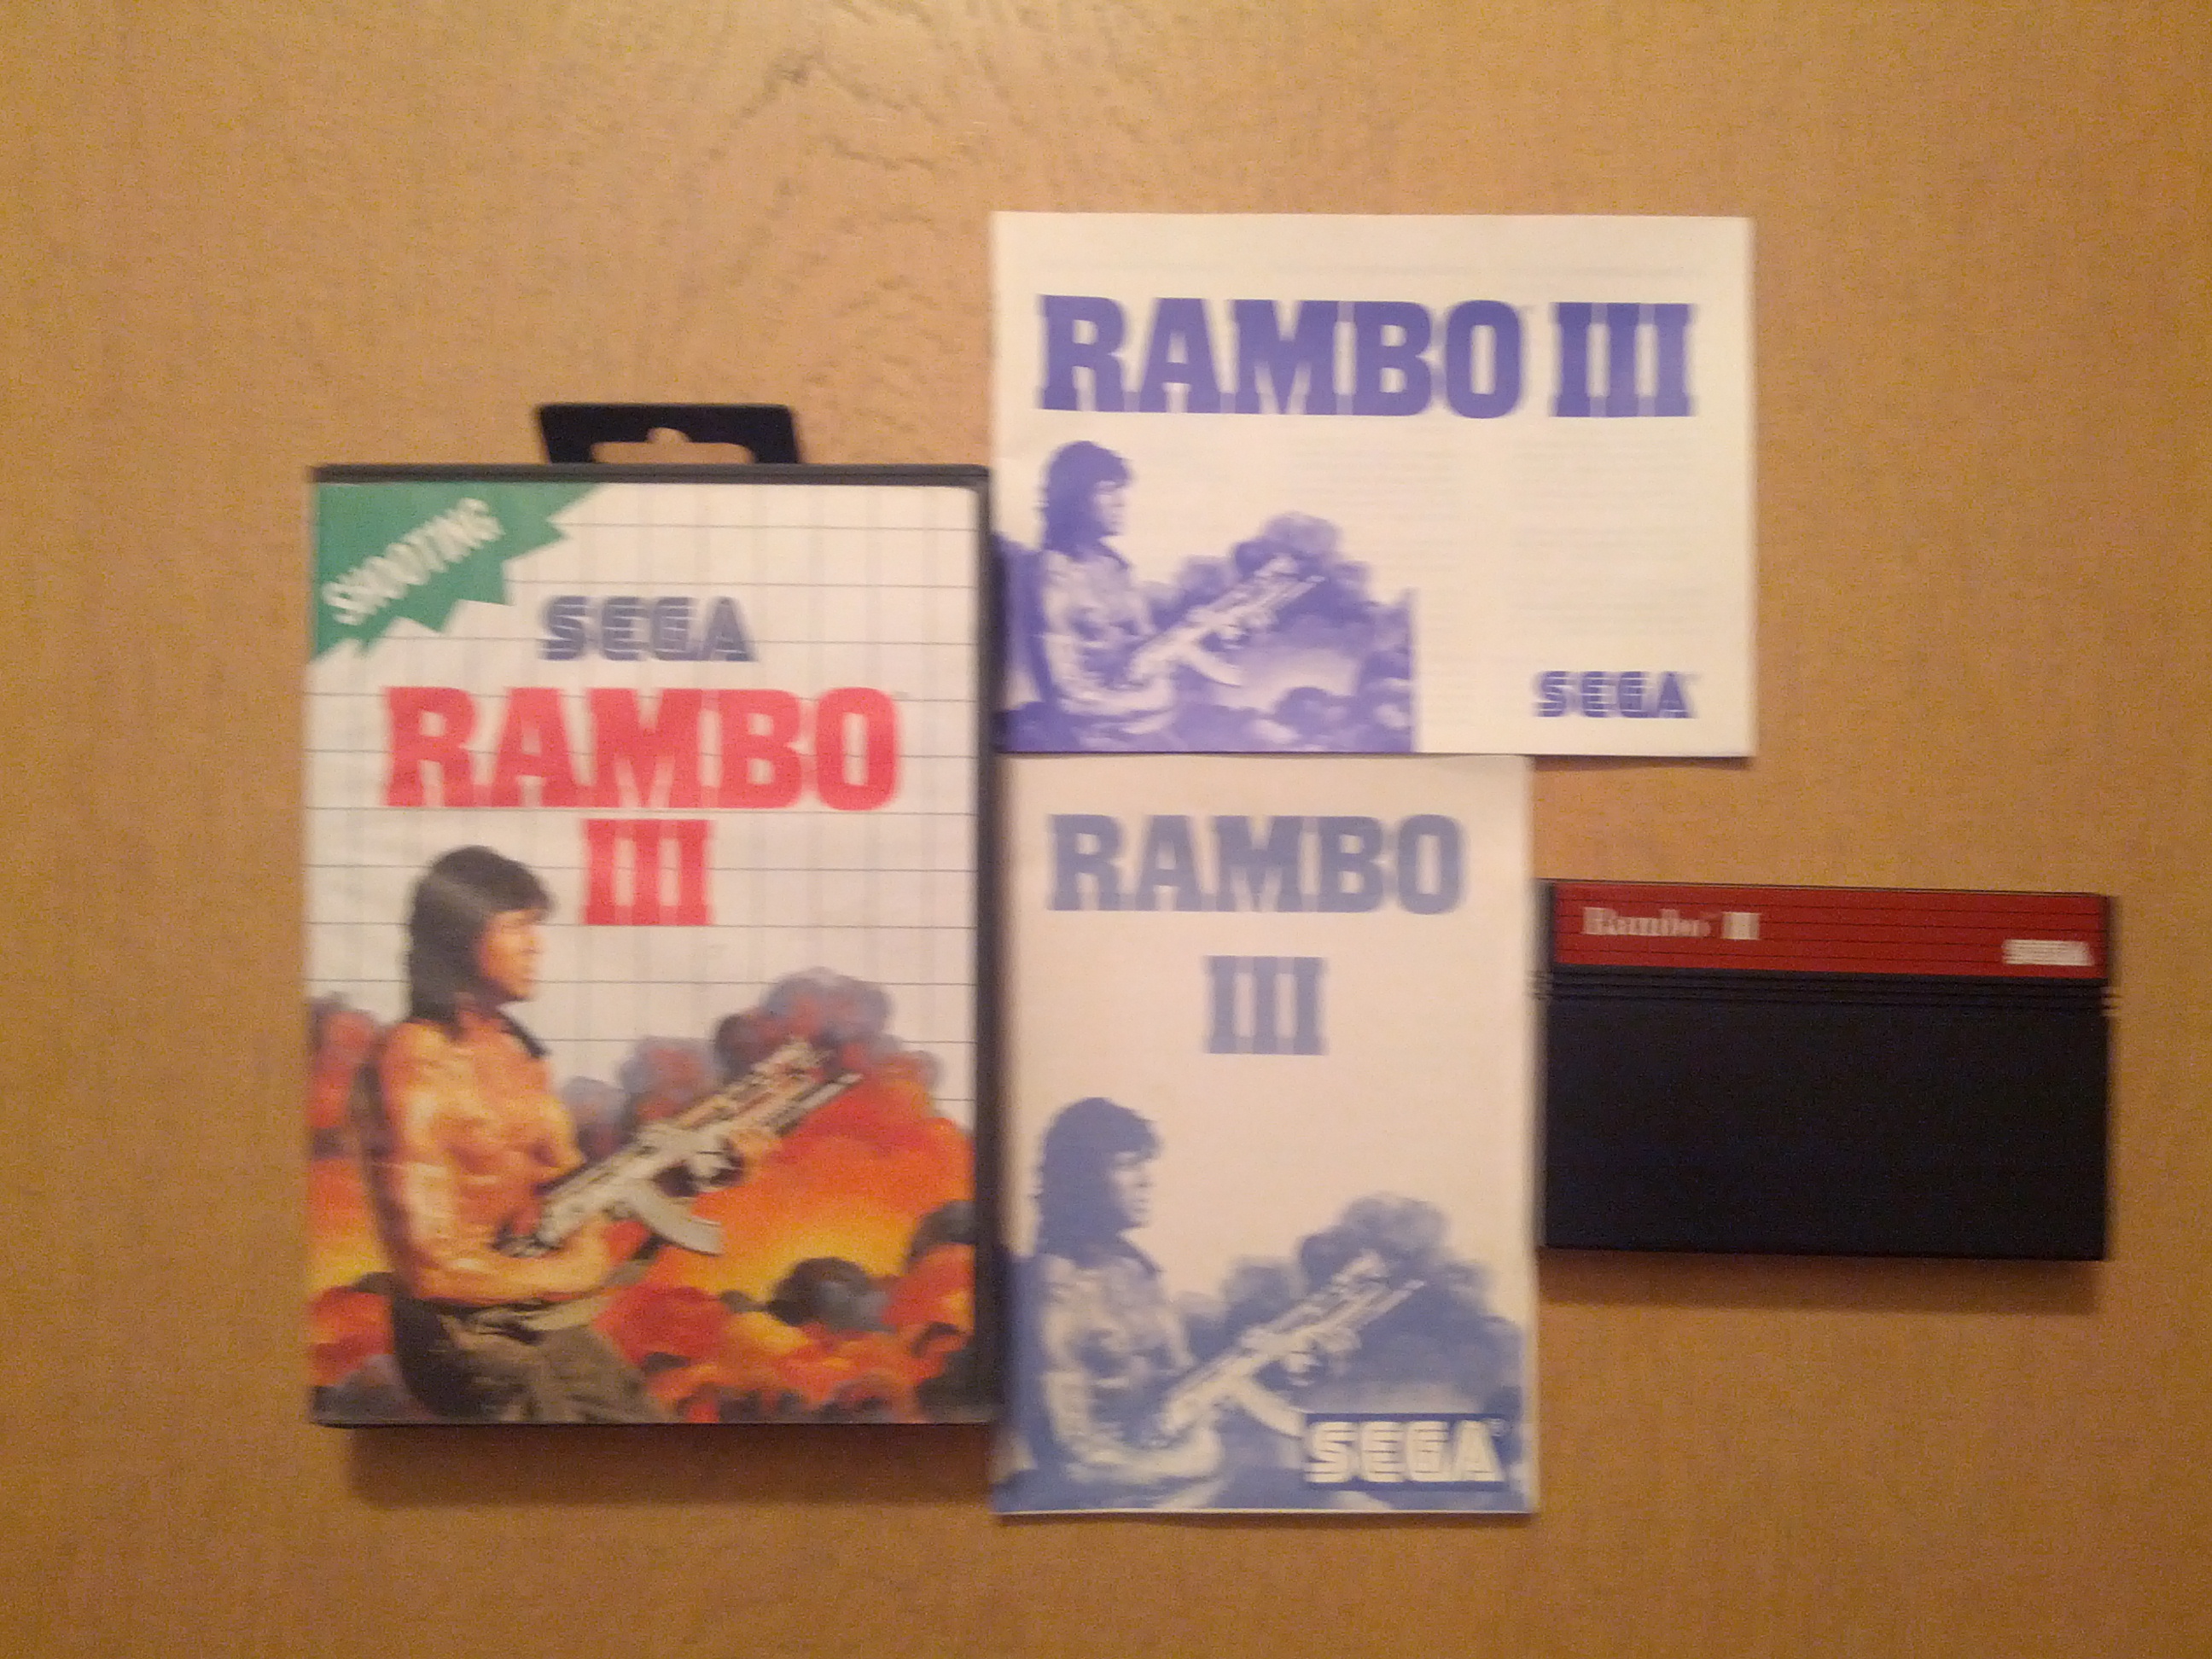 SHOOTING
SEGA
RAMBO
III
RAMBO III
SEGA
RAMBO
III
SEGA
Rambo III
SEGA